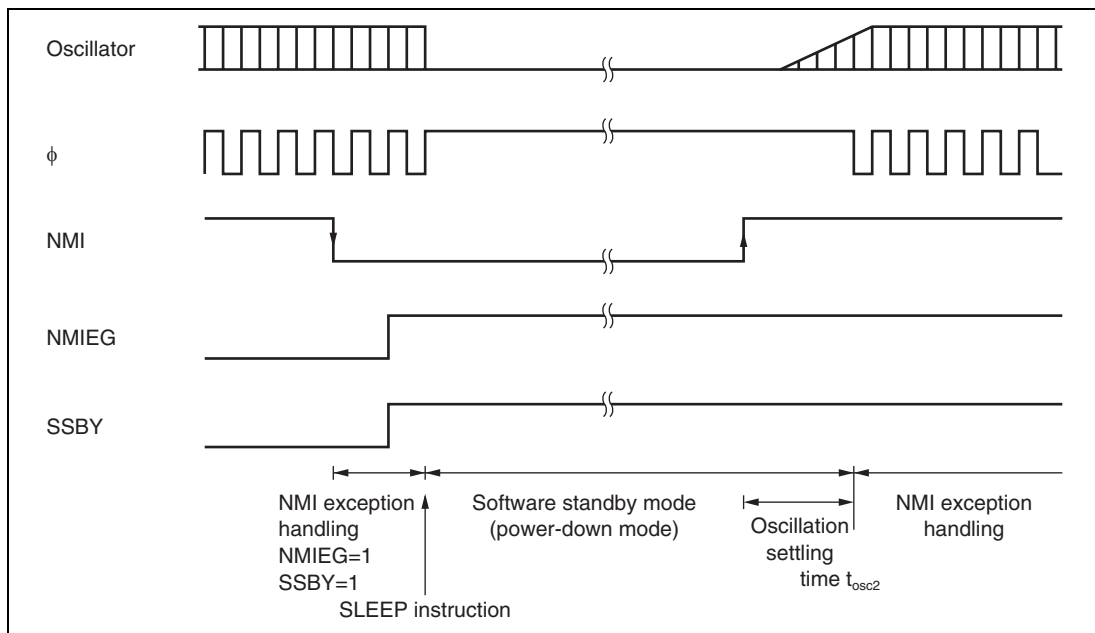 Oscillator
ϕ
NMI
NMIEG
SSBY
NMI exception
handling
NMIEG=1
SSBY=1
SLEEP instruction
Software standby mode
(power-down mode)
Oscillation
settling
time tosc2
NMI exception
handling